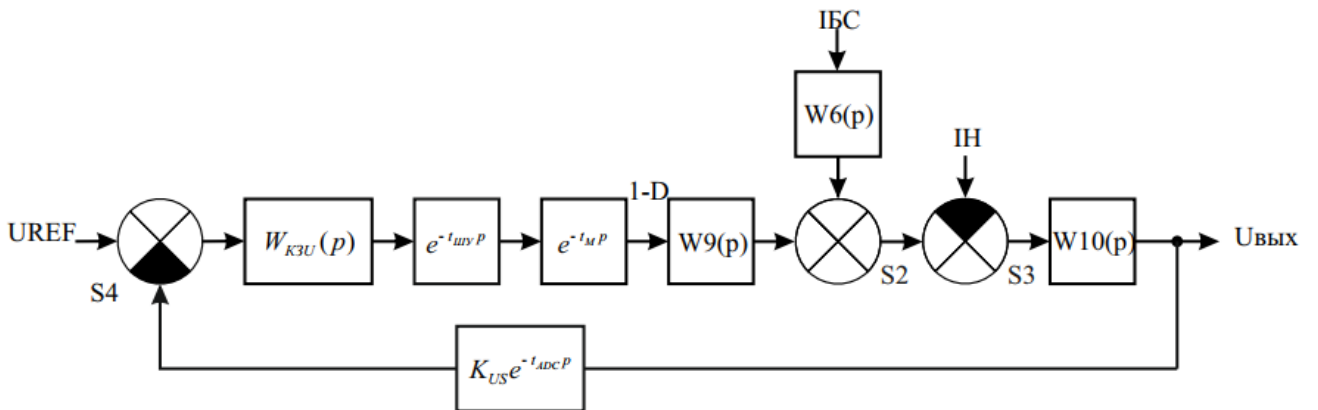 IБС
W6(p)
IН
1-D
UREF
W_{КЗU}(p)
e^{-t_{ШУ}p}
e^{-t_{М}p}
W9(p)
W10(p)
Uвых
S4
S2
S3
K_{US}e^{-t_{ADC}p}